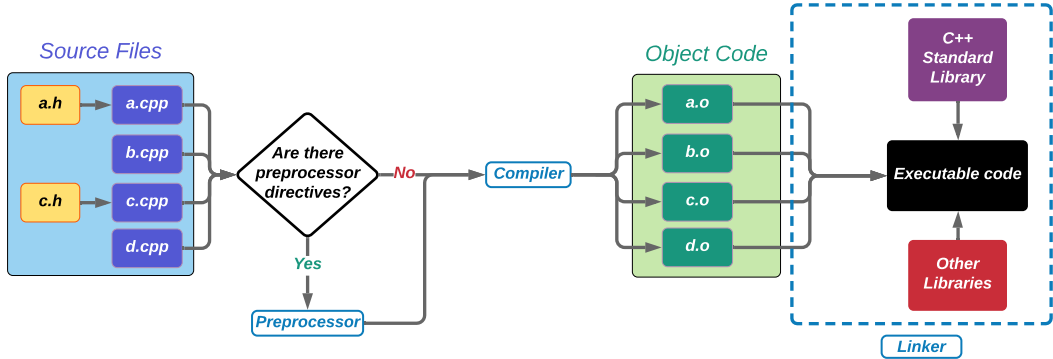 Source Files
a.h
a.cpp
b.cpp
c.h
c.cpp
d.cpp
Are there
preprocessor
directives?
No
Yes
Preprocessor
Compiler
Object Code
a.o
b.o
c.o
d.o
C++
Standard
Library
Executable code
Other
Libraries
Linker